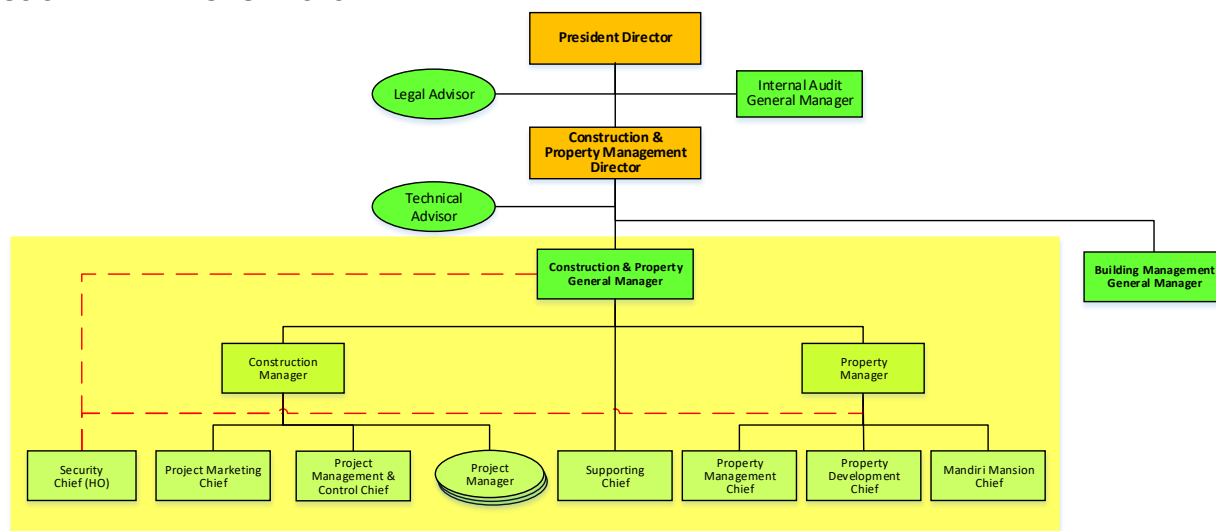 President Director
Legal Advisor
Internal Audit
General Manager
Construction &
Property Management
Director
Technical
Advisor
Construction & Property
General Manager
Building Management
General Manager
Construction
Manager
Property
Manager
Security
Chief (HO)
Project Marketing
Chief
Project
Management &
Control Chief
Project
Manager
Supporting
Chief
Property
Management
Chief
Property
Development
Chief
Mandiri Mansion
Chief